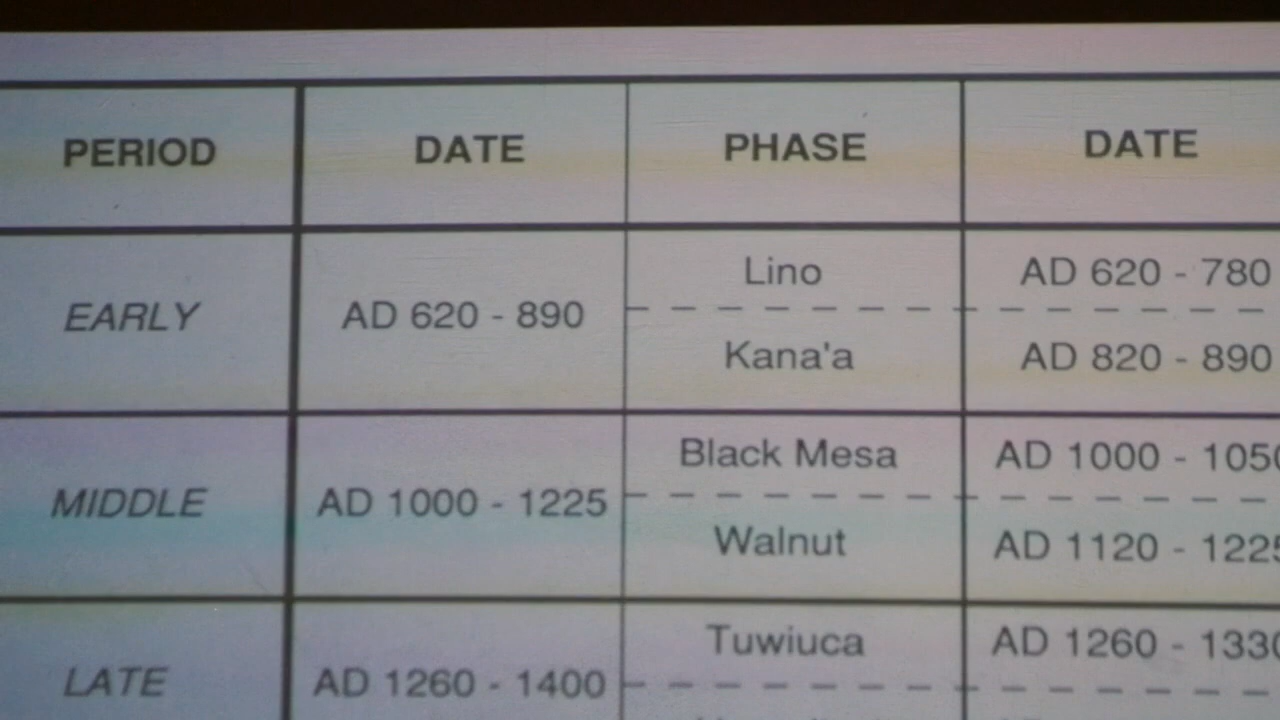 PERIOD DATE PHASE DATE
EARLY AD 620 - 890 Lino AD 620 - 780
Kana'a AD 820 - 890
MIDDLE AD 1000 - 1225 Black Mesa AD 1000 - 1050
Walnut AD 1120 - 1225
LATE AD 1260 - 1400 Tuwiuca AD 1260 - 1330